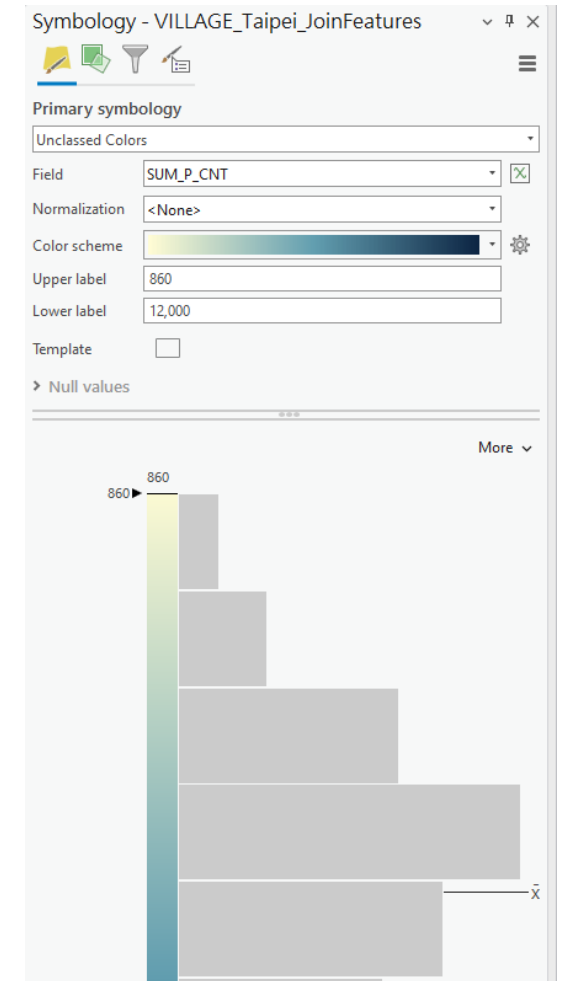 Symbology - VILLAGE_Taipei_JoinFeatures
Primary symbology
Unclassed Colors
Field SUM_P_CNT
Normalization <None>
Color scheme
Upper label 860
Lower label 12,000
Template
Null values
More
860
860
x̄